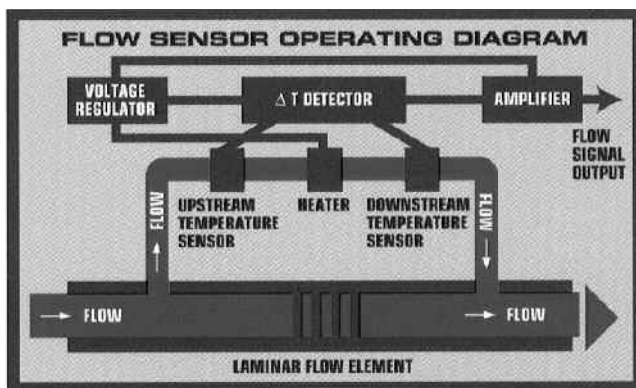 FLOW SENSOR OPERATING DIAGRAM
VOLTAGE
REGULATOR
Δ T DETECTOR
AMPLIFIER
FLOW
SIGNAL
OUTPUT
UPSTREAM
TEMPERATURE
SENSOR
HEATER
DOWNSTREAM
TEMPERATURE
SENSOR
FLOW
FLOW
FLOW
FLOW
LAMINAR FLOW ELEMENT